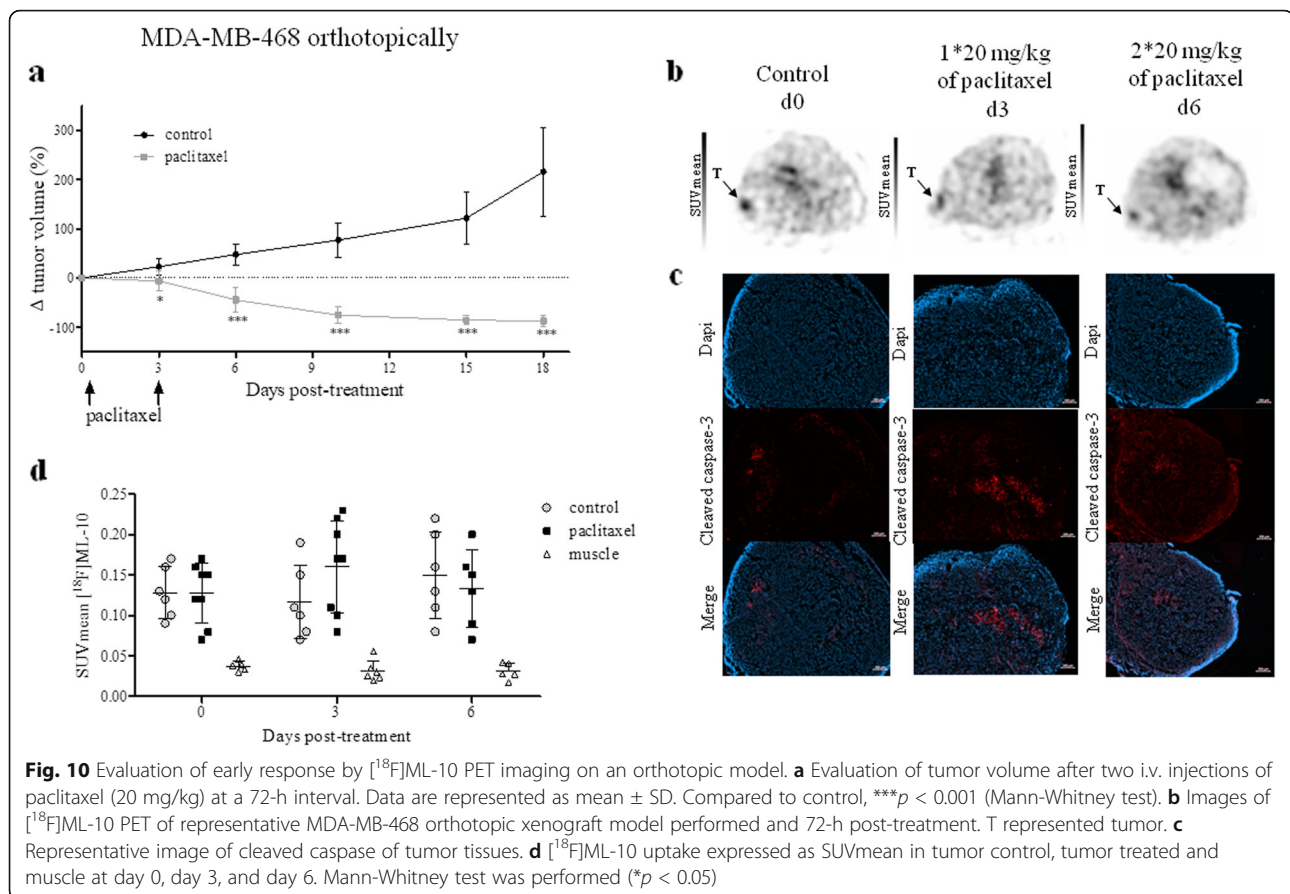 MDA-MB-468 orthotopically
a
300
200
100
0
-100
Δ tumor volume (%)
control
paclitaxel
*
***
***
***
***
0
3
6
9
12
15
18
paclitaxel
Days post-treatment
b
Control
d0
1*20 mg/kg
of paclitaxel
d3
2*20 mg/kg
of paclitaxel
d6
SUVmean
T
SUVmean
T
SUVmean
T
c
Dapi
Dapi
Dapi
Cleaved caspase-3
Cleaved caspase-3
Cleaved caspase-3
Merge
Merge
Merge
d
0.25
0.20
0.15
0.10
0.05
0.00
SUVmean [¹⁸F]ML-10
control
paclitaxel
muscle
0
3
6
Days post-treatment
Fig. 10 Evaluation of early response by [¹⁸F]ML-10 PET imaging on an orthotopic model. a Evaluation of tumor volume after two i.v. injections of
paclitaxel (20 mg/kg) at a 72-h interval. Data are represented as mean ± SD. Compared to control, ***p < 0.001 (Mann-Whitney test). b Images of
[¹⁸F]ML-10 PET of representative MDA-MB-468 orthotopic xenograft model performed and 72-h post-treatment. T represented tumor. c
Representative image of cleaved caspase of tumor tissues. d [¹⁸F]ML-10 uptake expressed as SUVmean in tumor control, tumor treated and
muscle at day 0, day 3, and day 6. Mann-Whitney test was performed (*p < 0.05)